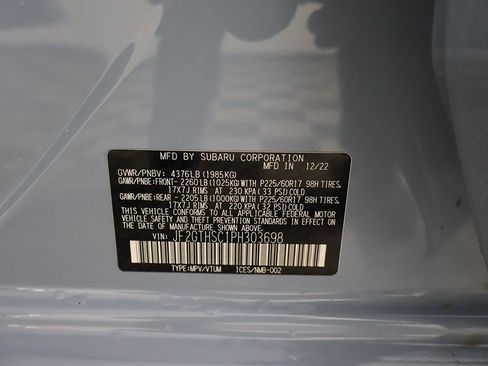 MFD BY SUBARU CORPORATION
MFD IN 12/22
GVWR/PNBV: 4376LB(1985KG)
GAWR/PNBE:FRONT- 2260LB(1025KG)WITH P225/60R17 98H TIRES.
17X7J RIMS AT 230 KPA(33 PSI)COLD
GAWR/PNBE:REAR - 2205LB(1000KG)WITH P225/60R17 98H TIRES.
17X7J RIMS AT 220 KPA(32 PSI)COLD
THIS VEHICLE CONFORMS TO ALL APPLICABLE FEDERAL MOTOR
VEHICLE SAFETY, BUMPER, AND THEFT PREVENTION STANDARDS IN EFFECT ON THE
DATE OF MANUFACTURE SHOWN ABOVE.
VIN: JF2GTHSC1PH303698
TYPE:MPV/VTUM ICES/NMB-002